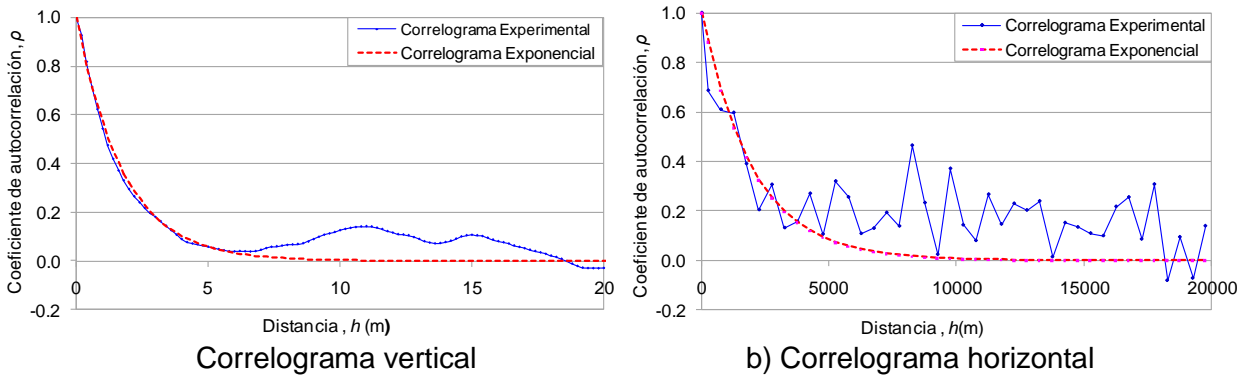 1.0
0.8
0.6
0.4
0.2
0.0
-0.2
Coeficiente de autocorrelación, ρ
Correlograma Experimental
Correlograma Exponencial
0
5
10
15
20
Distancia , h (m)
Correlograma vertical
1.0
0.8
0.6
0.4
0.2
0.0
-0.2
Coeficiente de autocorrelación, ρ
Correlograma Experimental
Correlograma Exponencial
0
5000
10000
15000
20000
Distancia , h(m)
b) Correlograma horizontal